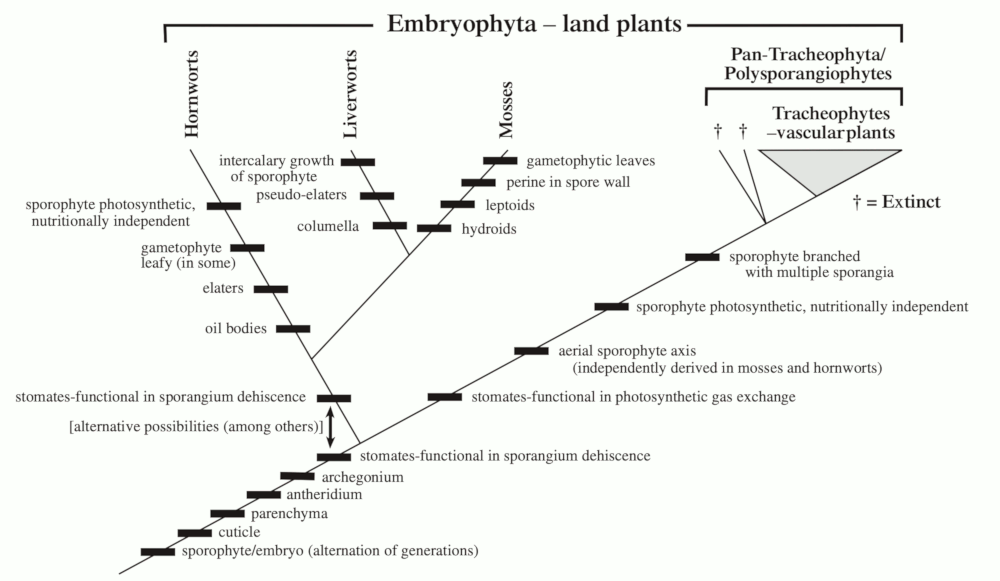 Embryophyta – land plants
Hornworts
Liverworts
Mosses
Pan-Tracheophyta/
Polysporangiophytes
† †
Tracheophytes
–vascularplants
† = Extinct
intercalary growth
of sporophyte
pseudo-elaters
columella
gametophytic leaves
perine in spore wall
leptoids
hydroids
sporophyte photosynthetic,
nutritionally independent
gametophyte
leafy (in some)
elaters
oil bodies
sporophyte branched
with multiple sporangia
sporophyte photosynthetic, nutritionally independent
aerial sporophyte axis
(independently derived in mosses and hornworts)
stomates-functional in photosynthetic gas exchange
stomates-functional in sporangium dehiscence
[alternative possibilities (among others)]
stomates-functional in sporangium dehiscence
archegonium
antheridium
parenchyma
cuticle
sporophyte/embryo (alternation of generations)